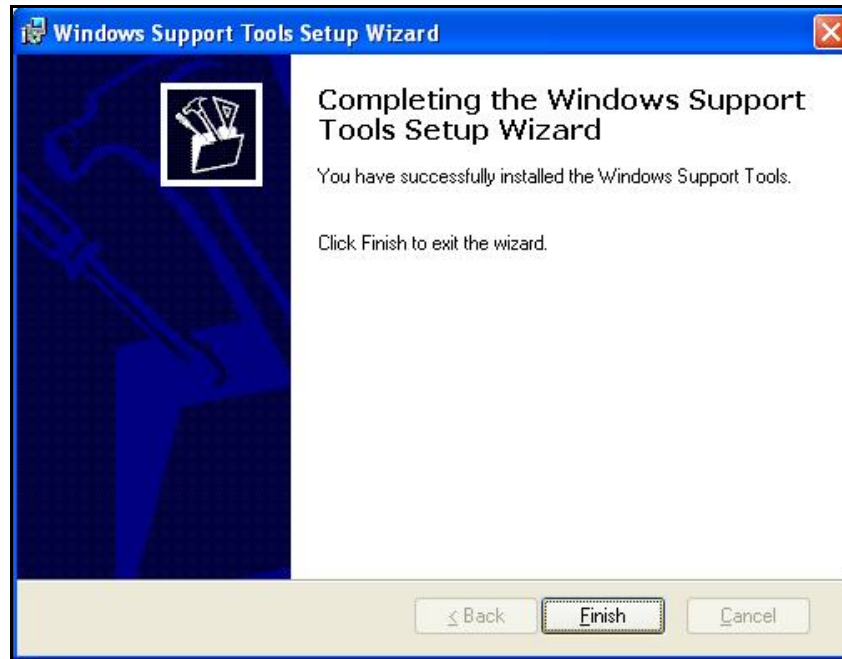 Windows Support Tools Setup Wizard
Completing the Windows Support
Tools Setup Wizard
You have successfully installed the Windows Support Tools.
Click Finish to exit the wizard.
< Back
Finish
Cancel